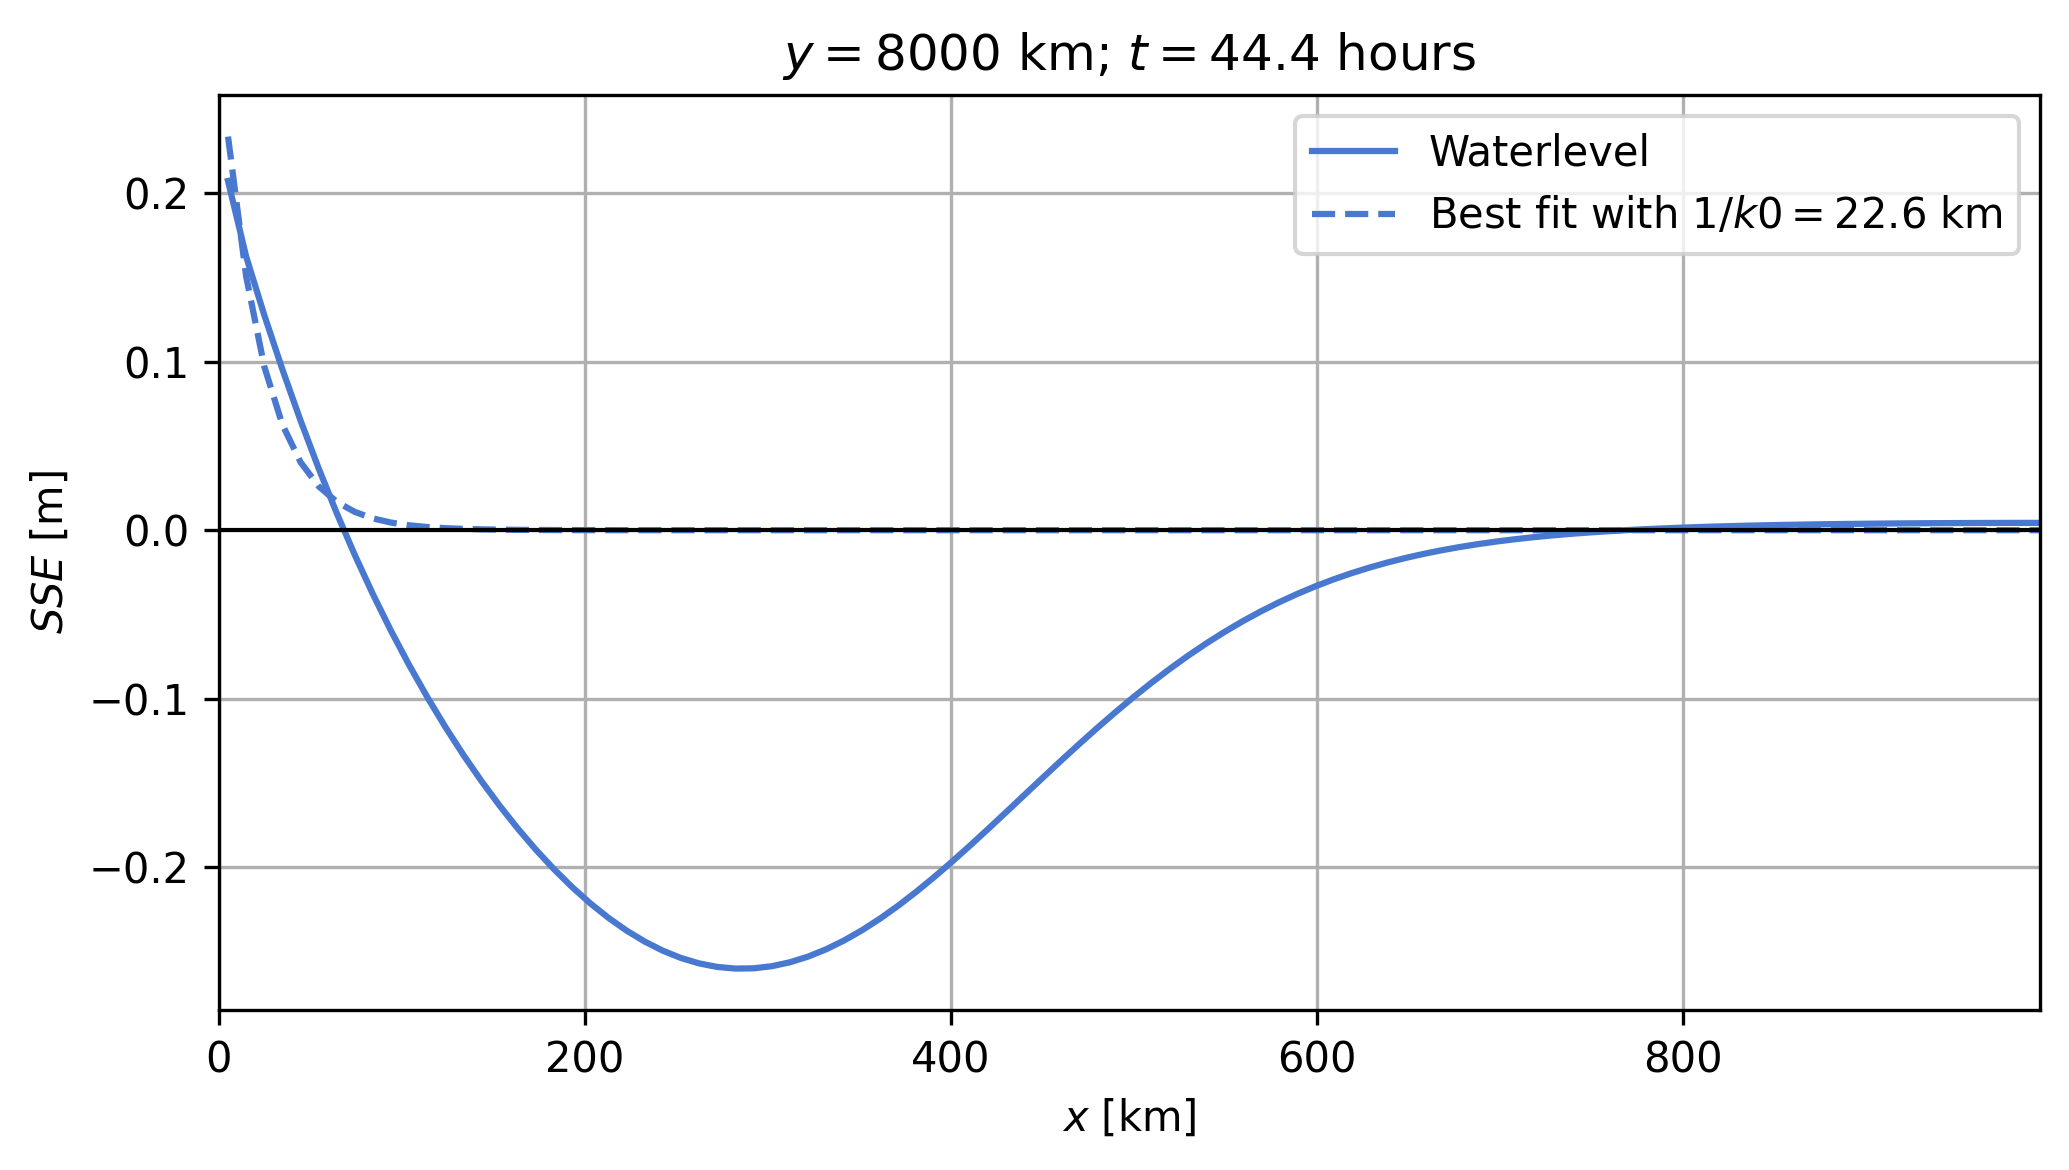 y = 8000 km; t = 44.4 hours
Waterlevel
Best fit with 1/k0 = 22.6 km
SSE [m]
0.2
0.1
0.0
−0.1
−0.2
0 200 400 600 800
x [km]